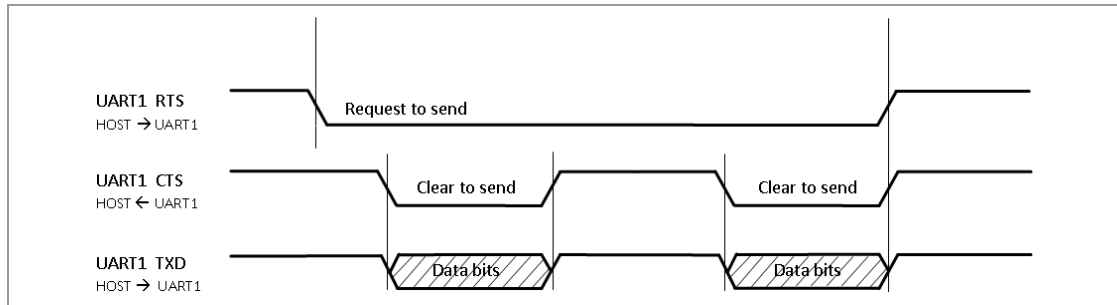 UART1 RTS
HOST → UART1
Request to send
UART1 CTS
HOST ← UART1
Clear to send
Clear to send
UART1 TXD
HOST → UART1
Data bits
Data bits